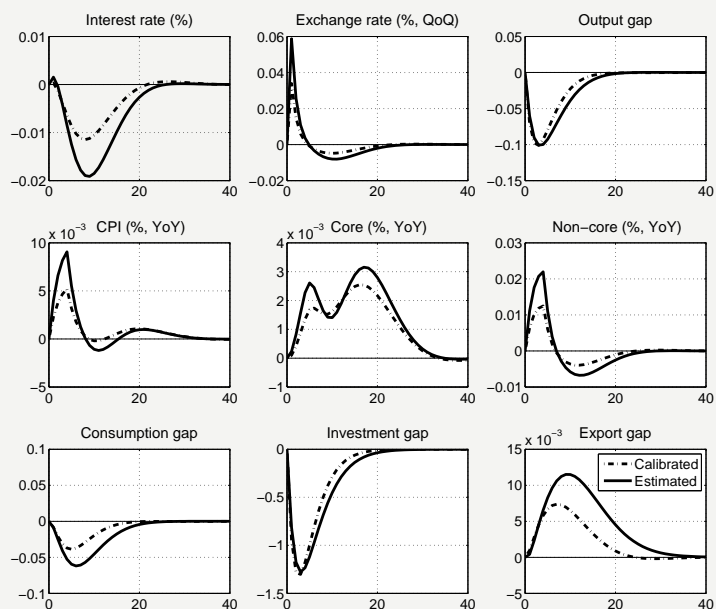 Interest rate (%)
0.01
0
−0.01
−0.02
0 20 40
Exchange rate (%, QoQ)
0.06
0.04
0.02
0
−0.02
0 20 40
Output gap
0.05
0
−0.05
−0.1
−0.15
0 20 40
CPI (%, YoY)
x 10−3
10
5
0
−5
0 20 40
Core (%, YoY)
x 10−3
4
3
2
1
0
−1
0 20 40
Non−core (%, YoY)
0.03
0.02
0.01
0
−0.01
0 20 40
Consumption gap
0.1
0.05
0
−0.05
−0.1
0 20 40
Investment gap
0
−0.5
−1
−1.5
0 20 40
Export gap
x 10−3
15
10
5
0
−5
0 20 40
Calibrated
Estimated